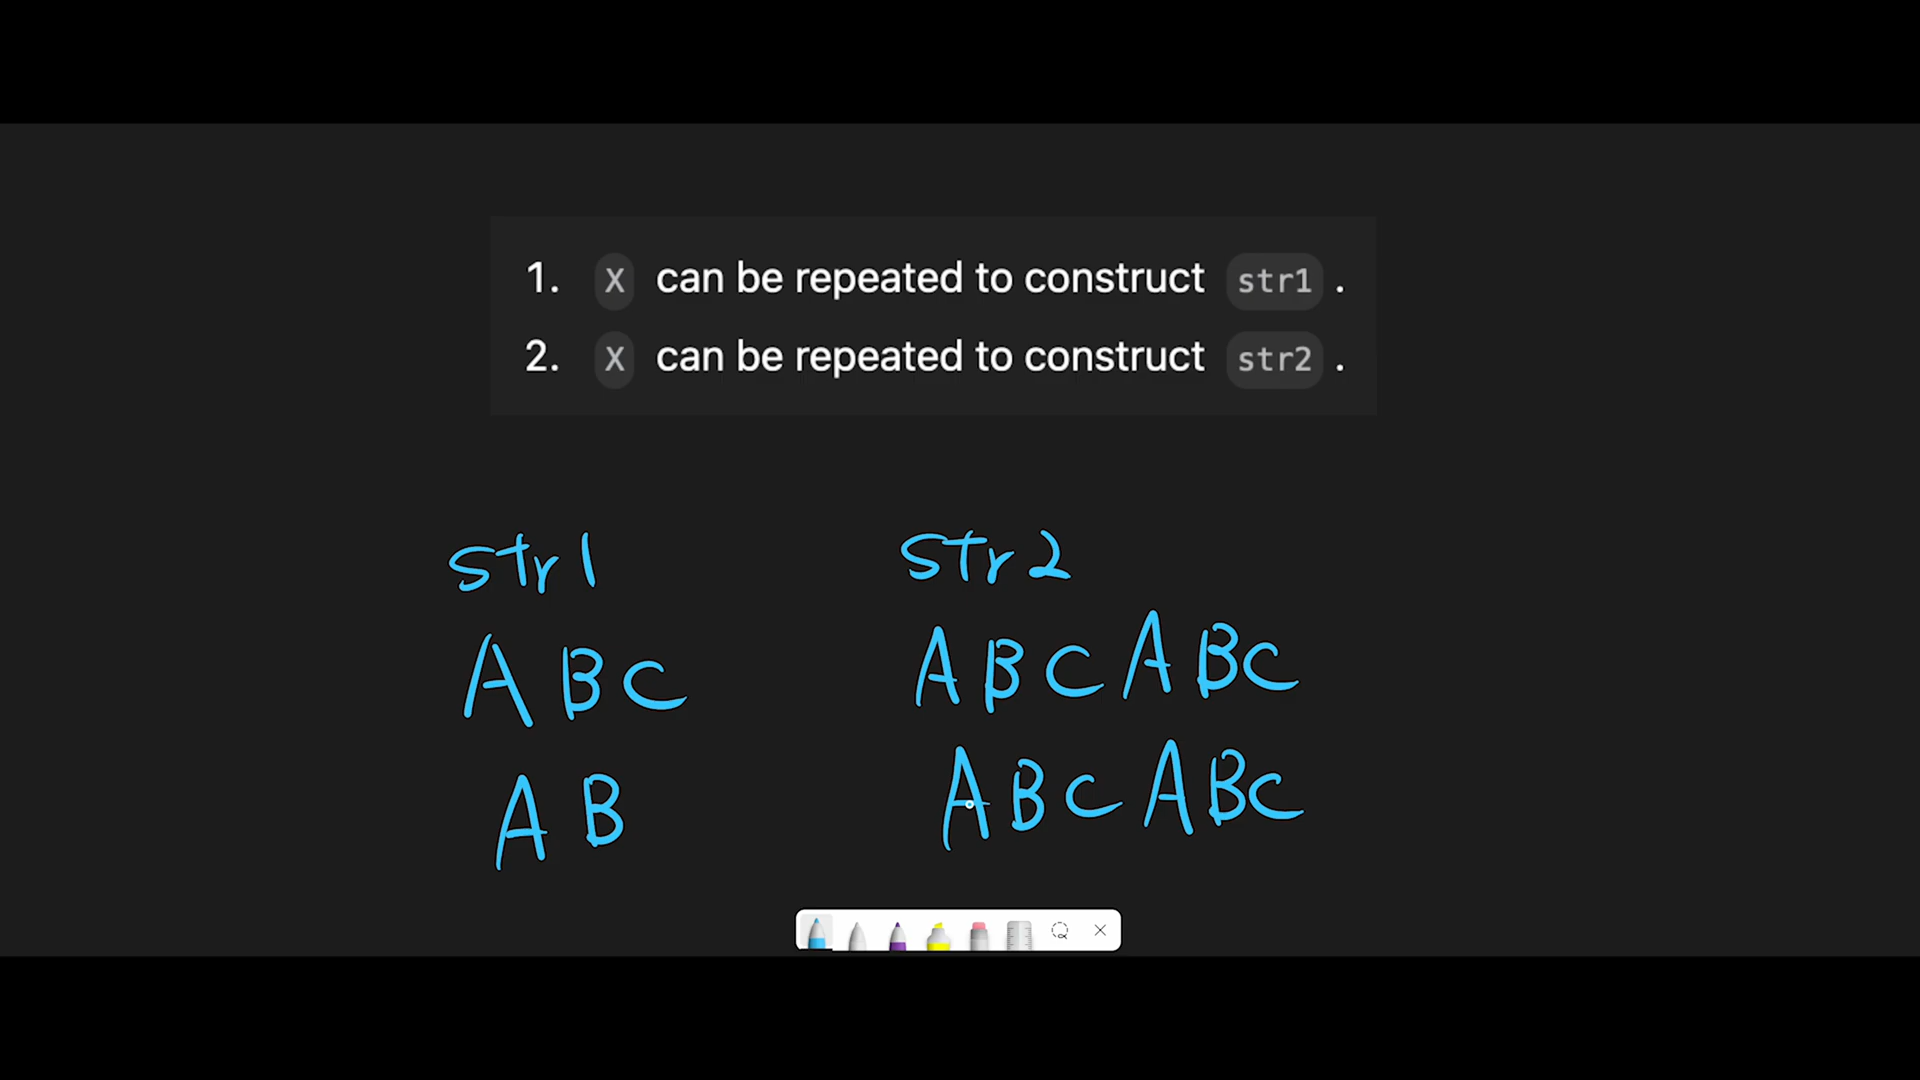 1. X can be repeated to construct str1 .
2. X can be repeated to construct str2 .
str1 str2
ABC ABCABC
AB ABCABC